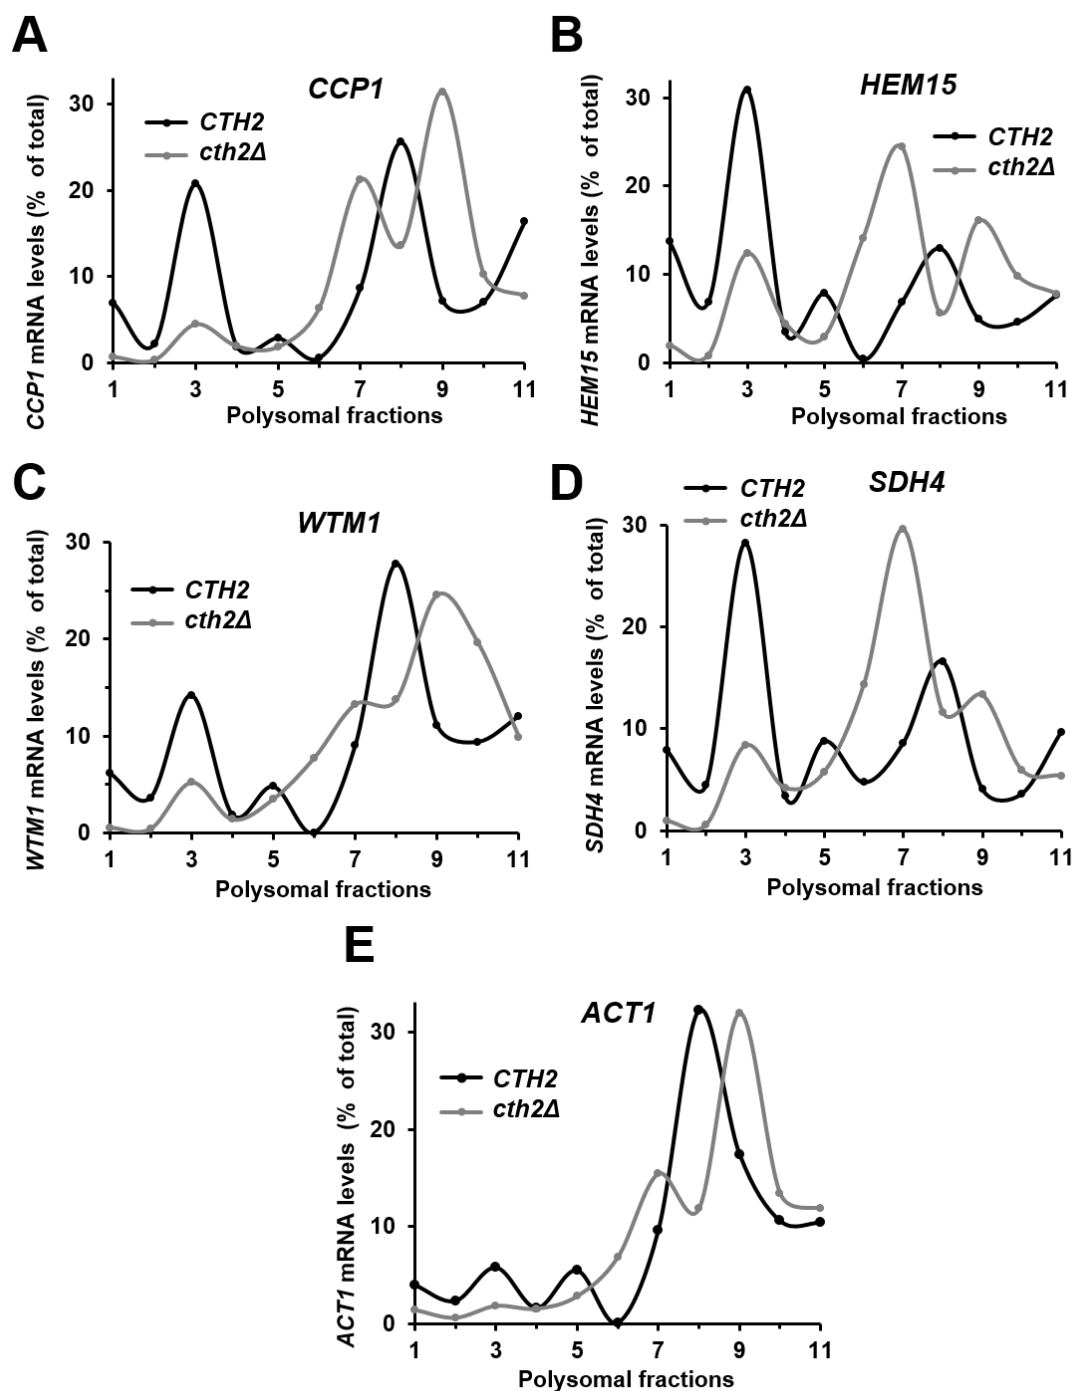 A
CCP1
CCP1 mRNA levels (% of total)
30
20
10
0
CTH2
cth2Δ
1 3 5 7 9 11
Polysomal fractions
B
HEM15
HEM15 mRNA levels (% of total)
30
20
10
0
CTH2
cth2Δ
1 3 5 7 9 11
Polysomal fractions
C
WTM1
WTM1 mRNA levels (% of total)
30
20
10
0
CTH2
cth2Δ
1 3 5 7 9 11
Polysomal fractions
D
SDH4
SDH4 mRNA levels (% of total)
30
20
10
0
CTH2
cth2Δ
1 3 5 7 9 11
Polysomal fractions
E
ACT1
ACT1 mRNA levels (% of total)
30
20
10
0
CTH2
cth2Δ
1 3 5 7 9 11
Polysomal fractions